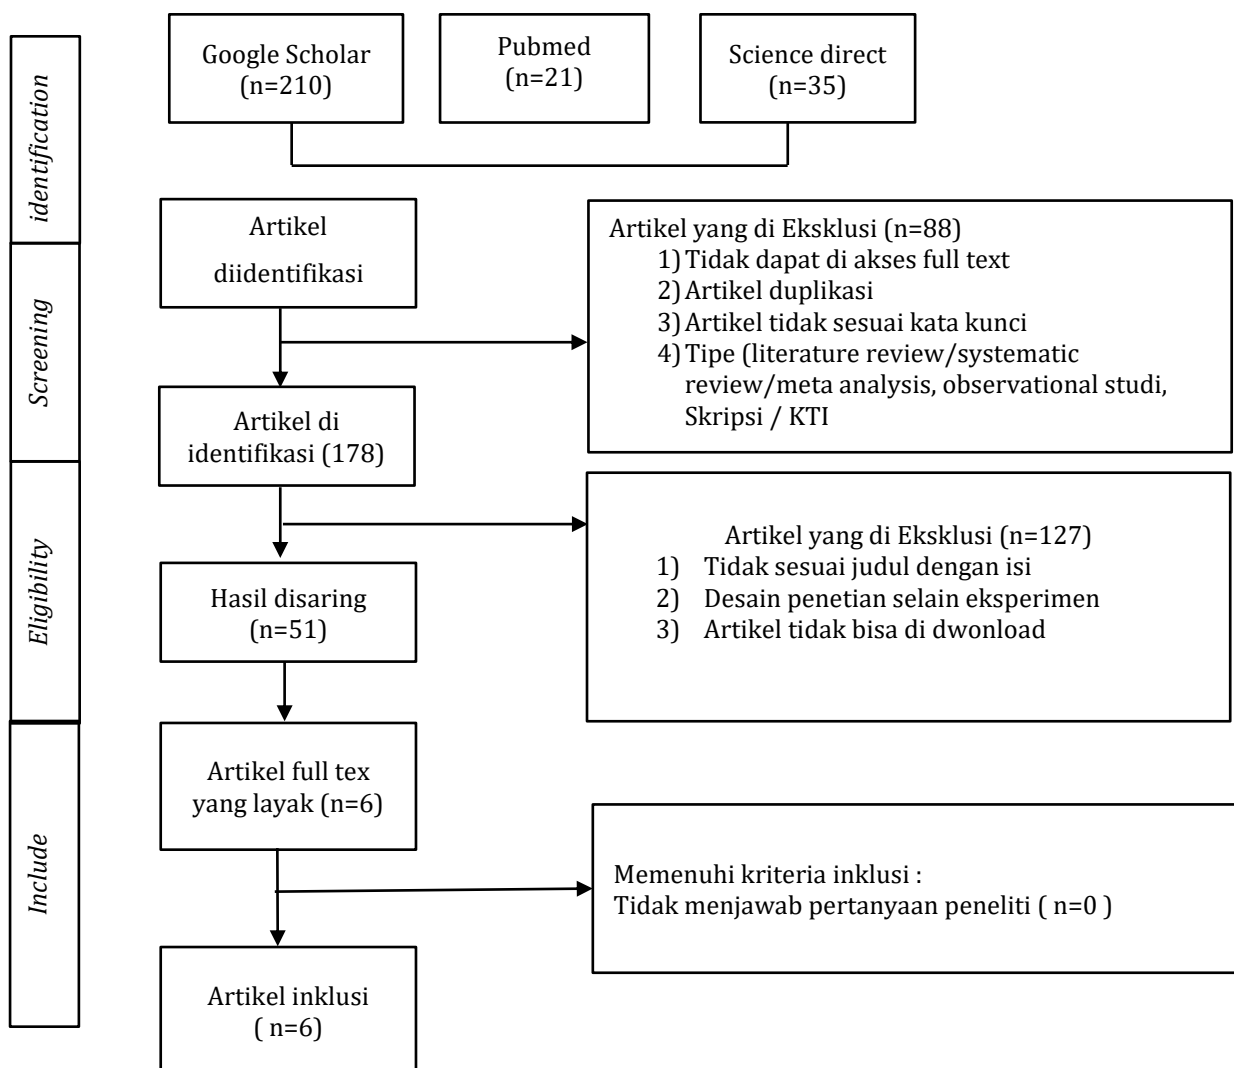 Google Scholar
(n=210)
Pubmed
(n=21)
Science direct
(n=35)
identification
Artikel
diidentifikasi
Artikel yang di Eksklusi (n=88)
1) Tidak dapat di akses full text
2) Artikel duplikasi
3) Artikel tidak sesuai kata kunci
4) Tipe (literature review/systematic
review/meta analysis, observational studi,
Skripsi / KTI
Screening
Artikel di
identifikasi (178)
Eligibility
Hasil disaring
(n=51)
Artikel yang di Eksklusi (n=127)
1) Tidak sesuai judul dengan isi
2) Desain penetian selain eksperimen
3) Artikel tidak bisa di dwonload
Include
Artikel full tex
yang layak (n=6)
Memenuhi kriteria inklusi :
Tidak menjawab pertanyaan peneliti ( n=0 )
Artikel inklusi
( n=6)